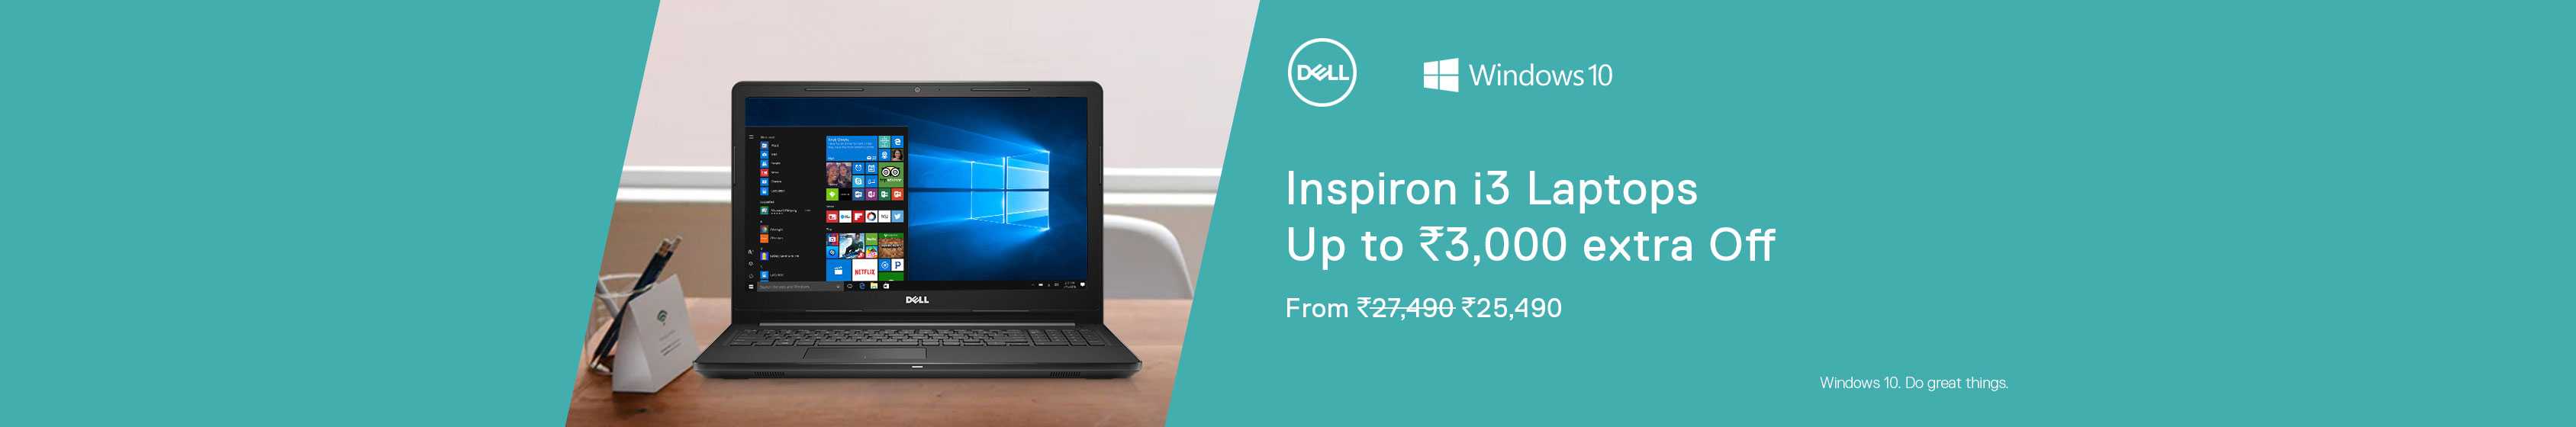 DELL
Windows 10
Inspiron i3 Laptops
Up to ₹3,000 extra Off
From ₹27,490 ₹25,490
Windows 10. Do great things.
NETFLIX
DELL